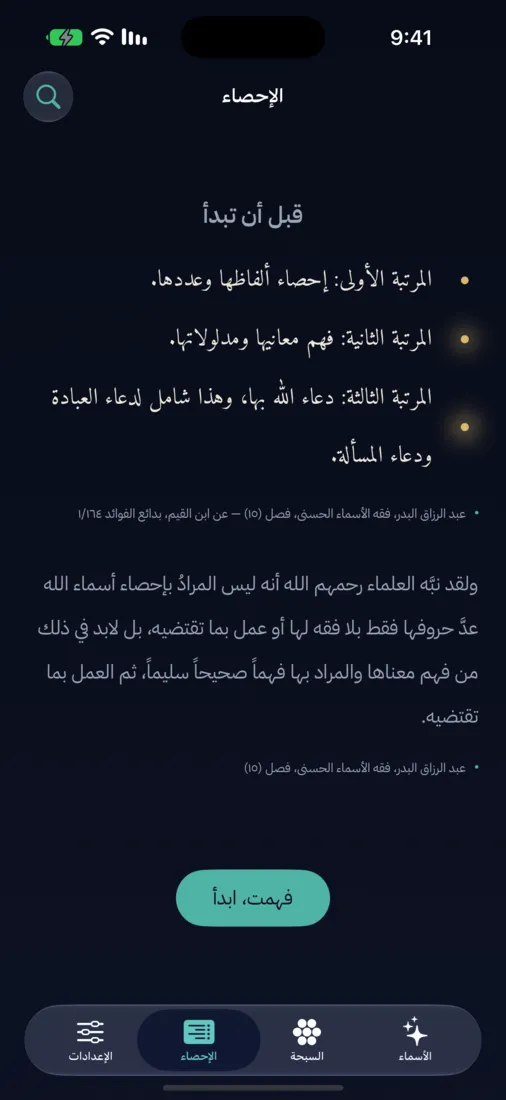 9:41
الإحصاء
قبل أن تبدأ
المرتبة الأولى: إحصاء ألفاظها وعددها.
المرتبة الثانية: فهم معانيها ومدلولاتها.
المرتبة الثالثة: دعاء الله بها، وهذا شامل لدعاء العبادة
ودعاء المسألة.
عبد الرزاق البدر، فقه الأسماء الحسنى، فصل (١٥) — عن ابن القيم، بدائع الفوائد ١/١٦٤
ولقد نبَّه العلماء رحمهم الله أنه ليس المرادُ بإحصاء أسماء الله
عدَّ حروفها فقط بلا فقه لها أو عمل بما تقتضيه، بل لابد في ذلك
من فهم معناها والمراد بها فهماً صحيحاً سليماً، ثم العمل بما
تقتضيه.
عبد الرزاق البدر، فقه الأسماء الحسنى، فصل (١٥)
فهمت، ابدأ
الأسماء
السبحة
الإحصاء
الإعدادات